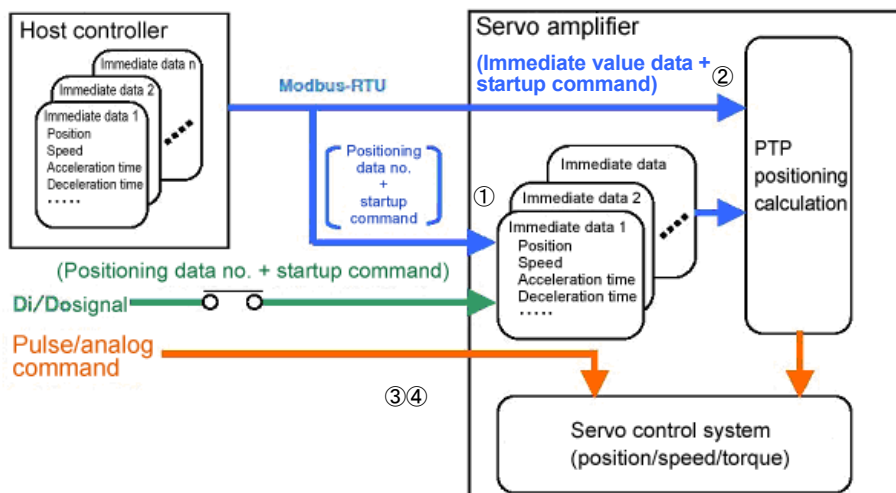 Host controller
Immediate data n
Immediate data 2
Immediate data 1
Position
Speed
Acceleration time
Deceleration time
•••••
Modbus-RTU
Positioning
data no.
+
startup
command
Servo amplifier
(Immediate value data +
startup command)
②
①
Immediate data
Immediate data 2
Immediate data 1
Position
Speed
Acceleration time
Deceleration time
•••••
PTP
positioning
calculation
(Positioning data no. + startup command)
Di/Dosignal
Pulse/analog
command
③④
Servo control system
(position/speed/torque)